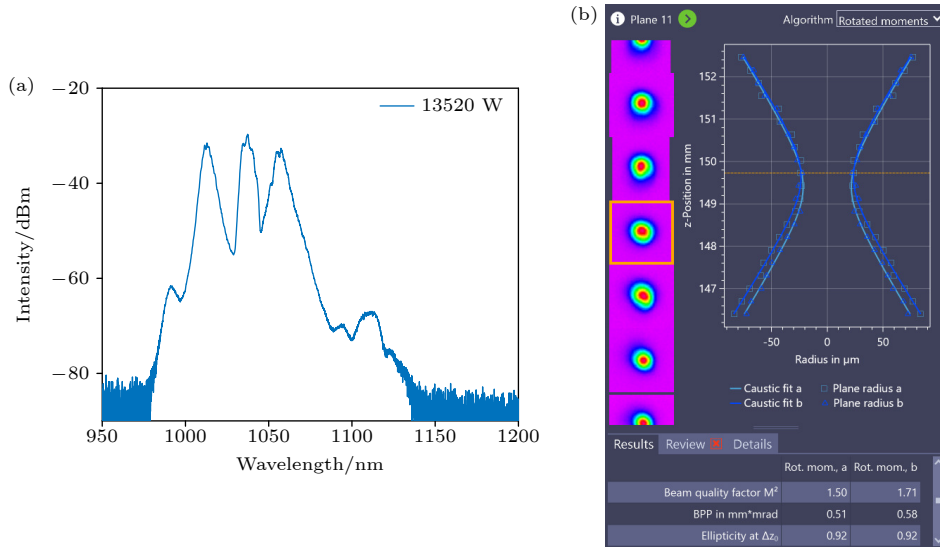 (a)
−20
−40
−60
−80
Intensity/dBm
13520 W
950 1000 1050 1100 1150 1200
Wavelength/nm
(b)
i Plane 11 Algorithm Rotated moments
152
151
150
149
148
147
z-Position in mm
-50 0 50
Radius in µm
Caustic fit a Plane radius a
Caustic fit b Plane radius b
Results Review Details
Rot. mom., a Rot. mom., b
Beam quality factor M² 1.50 1.71
BPP in mm*mrad 0.51 0.58
Ellipticity at Δz₀ 0.92 0.92